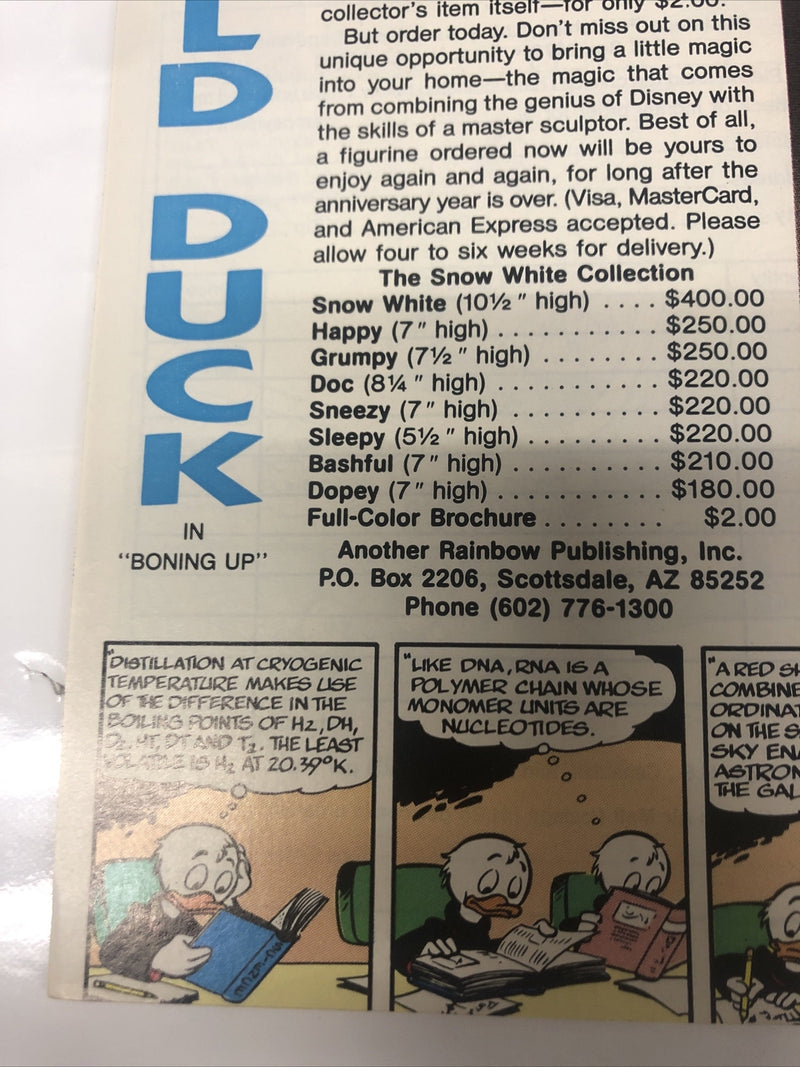 L
D
DUCK
IN
"BONING UP"
collector's item itself—for only $2.00.
But order today. Don't miss out on this
unique opportunity to bring a little magic
into your home—the magic that comes
from combining the genius of Disney with
the skills of a master sculptor. Best of all,
a figurine ordered now will be yours to
enjoy again and again, for long after the
anniversary year is over. (Visa, MasterCard,
and American Express accepted. Please
allow four to six weeks for delivery.)
The Snow White Collection
Snow White (10½" high) .... $400.00
Happy (7" high) ........... $250.00
Grumpy (7½" high) ........ $250.00
Doc (8¼" high) ........... $220.00
Sneezy (7" high) .......... $220.00
Sleepy (5½" high) ......... $220.00
Bashful (7" high) .......... $210.00
Dopey (7" high) ........... $180.00
Full-Color Brochure ........ $2.00
Another Rainbow Publishing, Inc.
P.O. Box 2206, Scottsdale, AZ 85252
Phone (602) 776-1300
"DISTILLATION AT CRYOGENIC
TEMPERATURE MAKES USE
OF THE DIFFERENCE IN THE
BOILING POINTS OF H2, DH,
D2, HT, DT AND T2. THE LEAST
VOLATILE IS H2 AT 20.39°K.
"LIKE DNA, RNA IS A
POLYMER CHAIN WHOSE
MONOMER UNITS ARE
NUCLEOTIDES.
"A RED SH
COMBINE
ORDINAT
ON THE S
SKY ENA
ASTRON
THE GAL